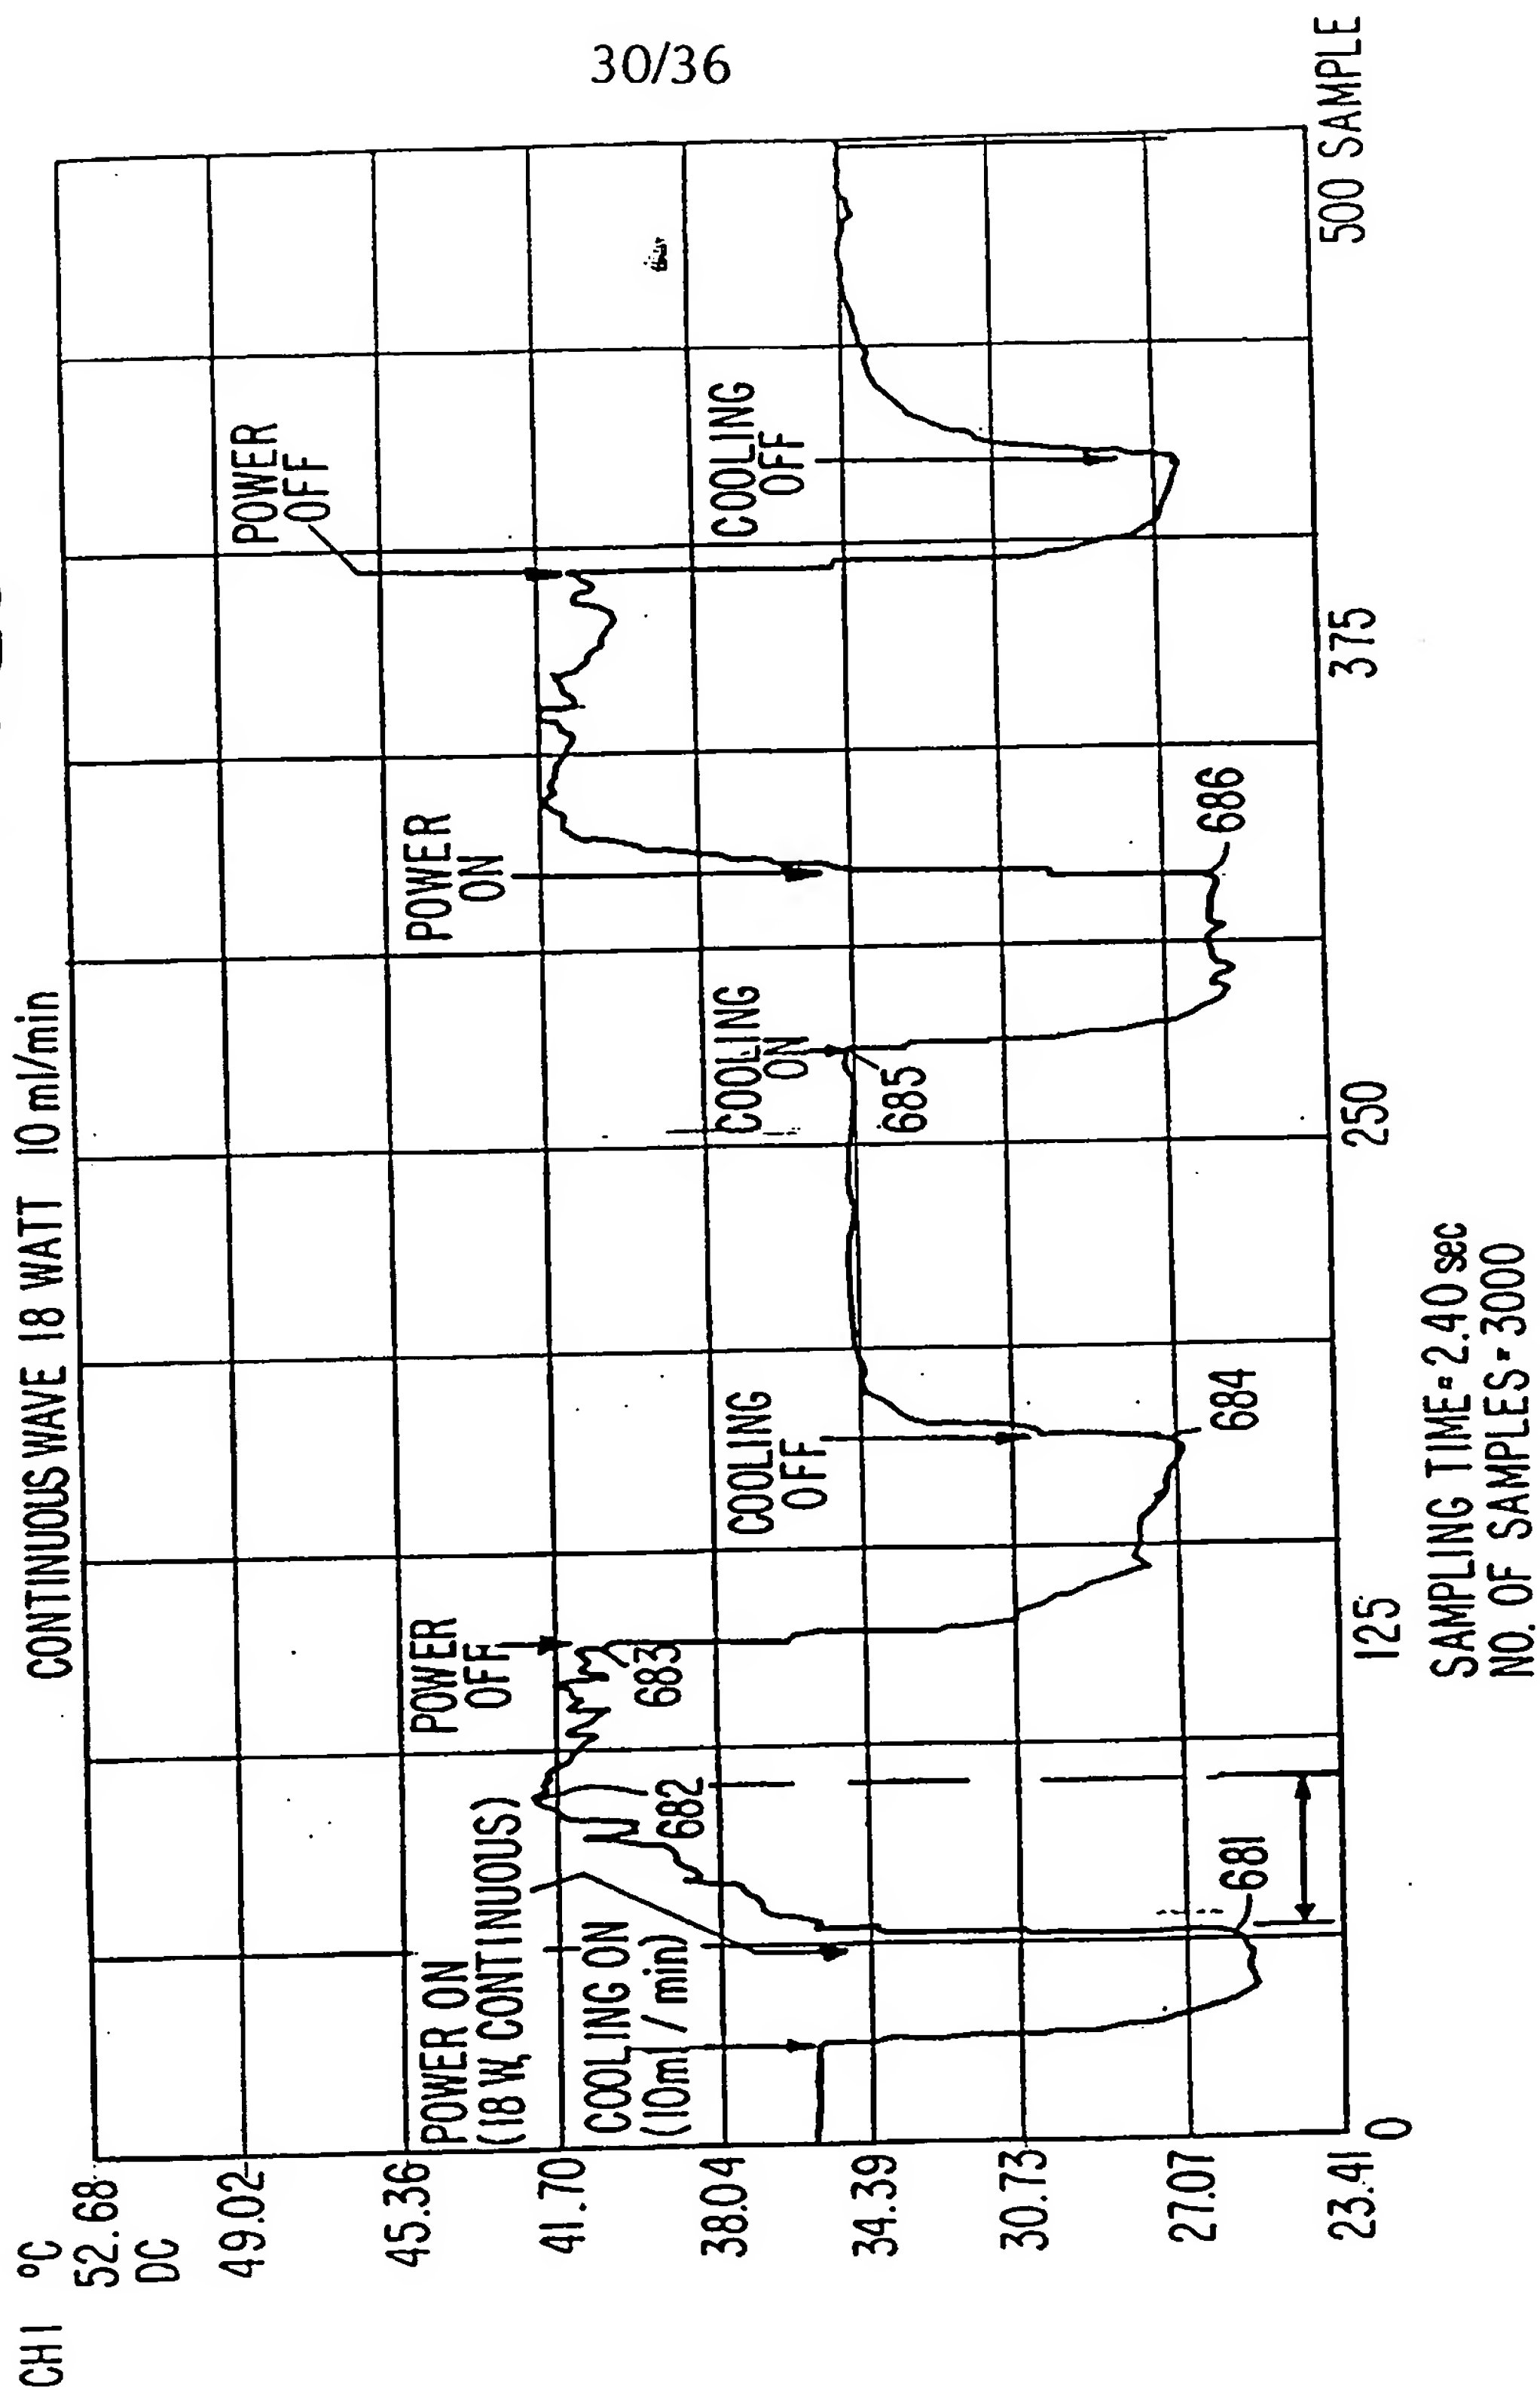 30/36
CONTINUOUS WAVE 18 WATT 10 ml/min
CH1 °C
52.68
DC
49.02
45.36
41.70
38.04
34.39
30.73
27.07
23.41
POWER ON
(18 W, CONTINUOUS)
COOLING ON
(10ml / min)
681
682
683
POWER
OFF
COOLING
OFF
684
685
COOLING
ON
686
POWER
ON
POWER
OFF
COOLING
OFF
0
125
250
375
500 SAMPLE
SAMPLING TIME = 2.40 sec
NO. OF SAMPLES = 3000